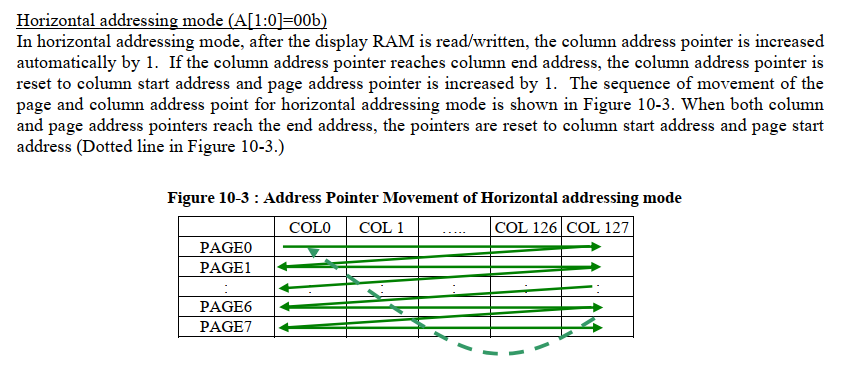 Horizontal addressing mode (A[1:0]=00b)
In horizontal addressing mode, after the display RAM is read/written, the column address pointer is increased
automatically by 1. If the column address pointer reaches column end address, the column address pointer is
reset to column start address and page address pointer is increased by 1. The sequence of movement of the
page and column address point for horizontal addressing mode is shown in Figure 10-3. When both column
and page address pointers reach the end address, the pointers are reset to column start address and page start
address (Dotted line in Figure 10-3.)
Figure 10-3 : Address Pointer Movement of Horizontal addressing mode
COL0 COL 1 ..... COL 126 COL 127
PAGE0
PAGE1
: : : : : :
PAGE6
PAGE7